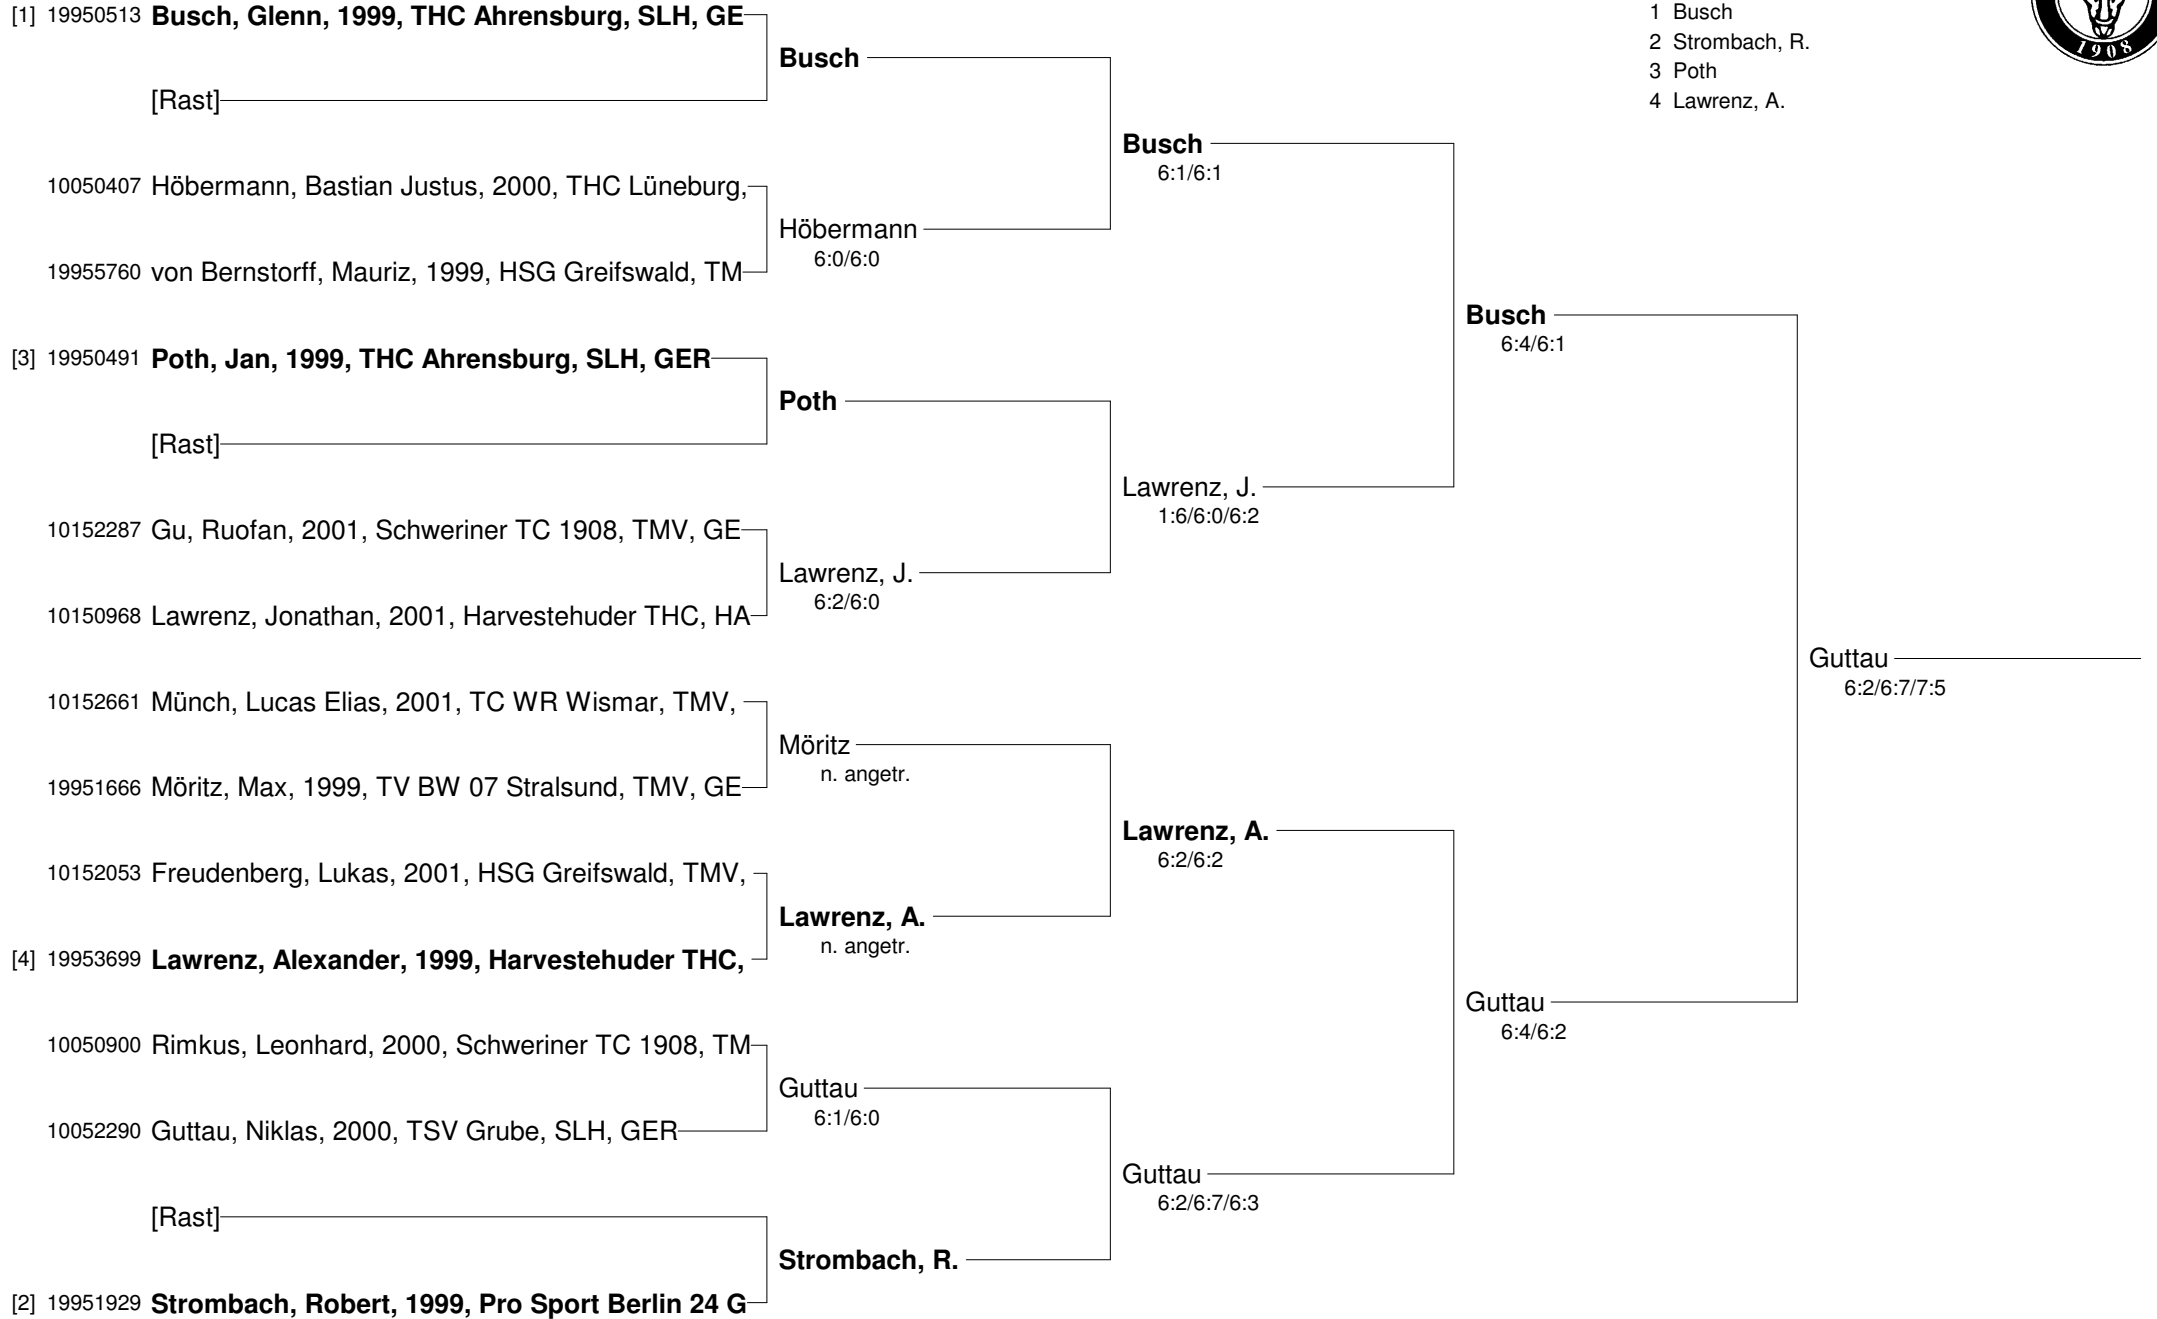 [1] 19950513 Busch, Glenn, 1999, THC Ahrensburg, SLH, GE
1 Busch
2 Strombach, R.
3 Poth
4 Lawrenz, A.
1908
Busch
[Rast]
Busch
6:1/6:1
10050407 Höbermann, Bastian Justus, 2000, THC Lüneburg,
Höbermann
6:0/6:0
19955760 von Bernstorff, Mauriz, 1999, HSG Greifswald, TM
Busch
6:4/6:1
[3] 19950491 Poth, Jan, 1999, THC Ahrensburg, SLH, GER
Poth
[Rast]
Lawrenz, J.
1:6/6:0/6:2
10152287 Gu, Ruofan, 2001, Schweriner TC 1908, TMV, GE
Lawrenz, J.
6:2/6:0
10150968 Lawrenz, Jonathan, 2001, Harvestehuder THC, HA
Guttau
6:2/6:7/7:5
10152661 Münch, Lucas Elias, 2001, TC WR Wismar, TMV,
Möritz
n. angetr.
19951666 Möritz, Max, 1999, TV BW 07 Stralsund, TMV, GE
Lawrenz, A.
6:2/6:2
10152053 Freudenberg, Lukas, 2001, HSG Greifswald, TMV,
Lawrenz, A.
n. angetr.
[4] 19953699 Lawrenz, Alexander, 1999, Harvestehuder THC,
Guttau
6:4/6:2
10050900 Rimkus, Leonhard, 2000, Schweriner TC 1908, TM
Guttau
6:1/6:0
10052290 Guttau, Niklas, 2000, TSV Grube, SLH, GER
Guttau
6:2/6:7/6:3
[Rast]
Strombach, R.
[2] 19951929 Strombach, Robert, 1999, Pro Sport Berlin 24 G